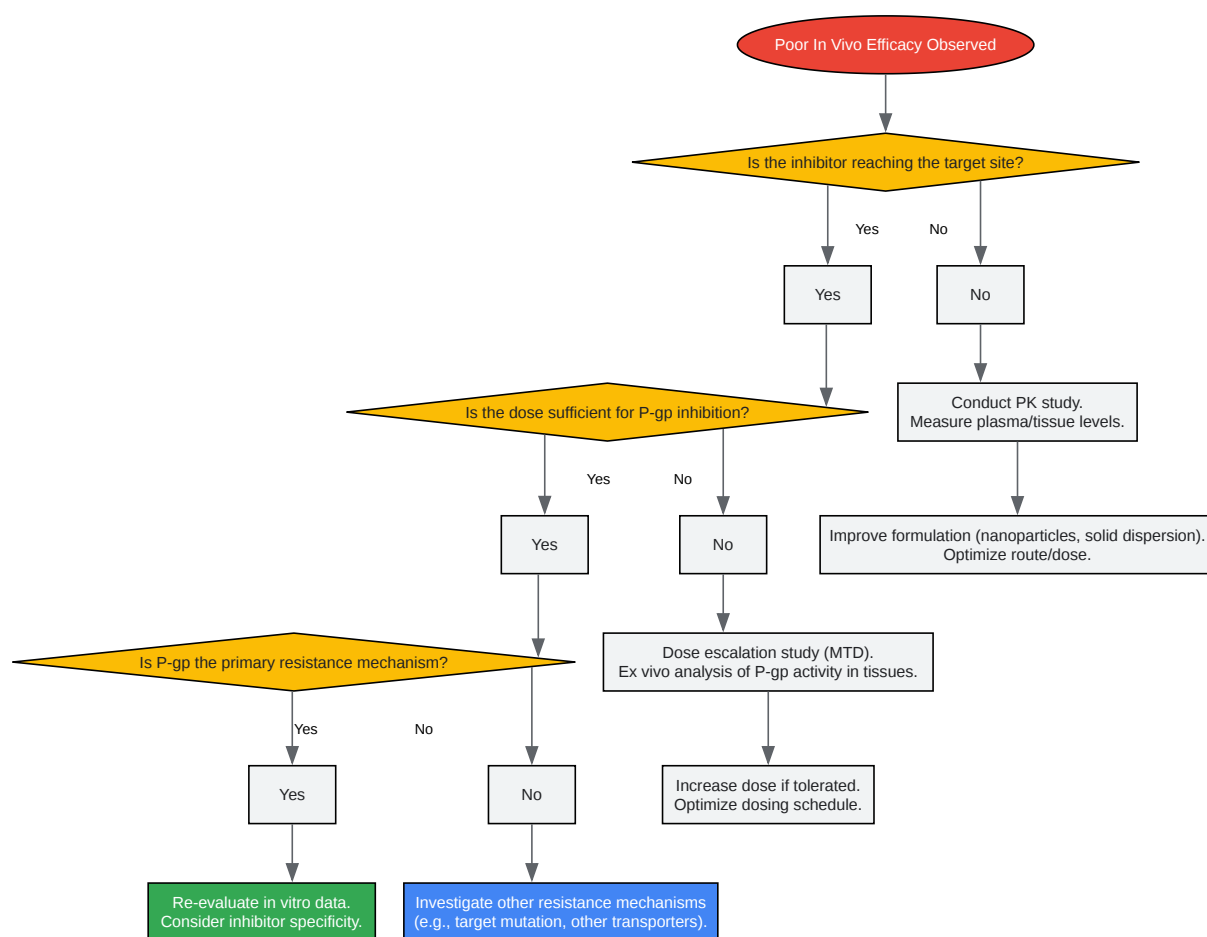 Poor In Vivo Efficacy Observed
Is the inhibitor reaching the target site?
Yes
No
Yes
No
Is the dose sufficient for P-gp inhibition?
Conduct PK study.
Measure plasma/tissue levels.
Yes
No
Yes
No
Improve formulation (nanoparticles, solid dispersion).
Optimize route/dose.
Is P-gp the primary resistance mechanism?
Dose escalation study (MTD).
Ex vivo analysis of P-gp activity in tissues.
Yes
No
Yes
No
Increase dose if tolerated.
Optimize dosing schedule.
Re-evaluate in vitro data.
Consider inhibitor specificity.
Investigate other resistance mechanisms
(e.g., target mutation, other transporters).